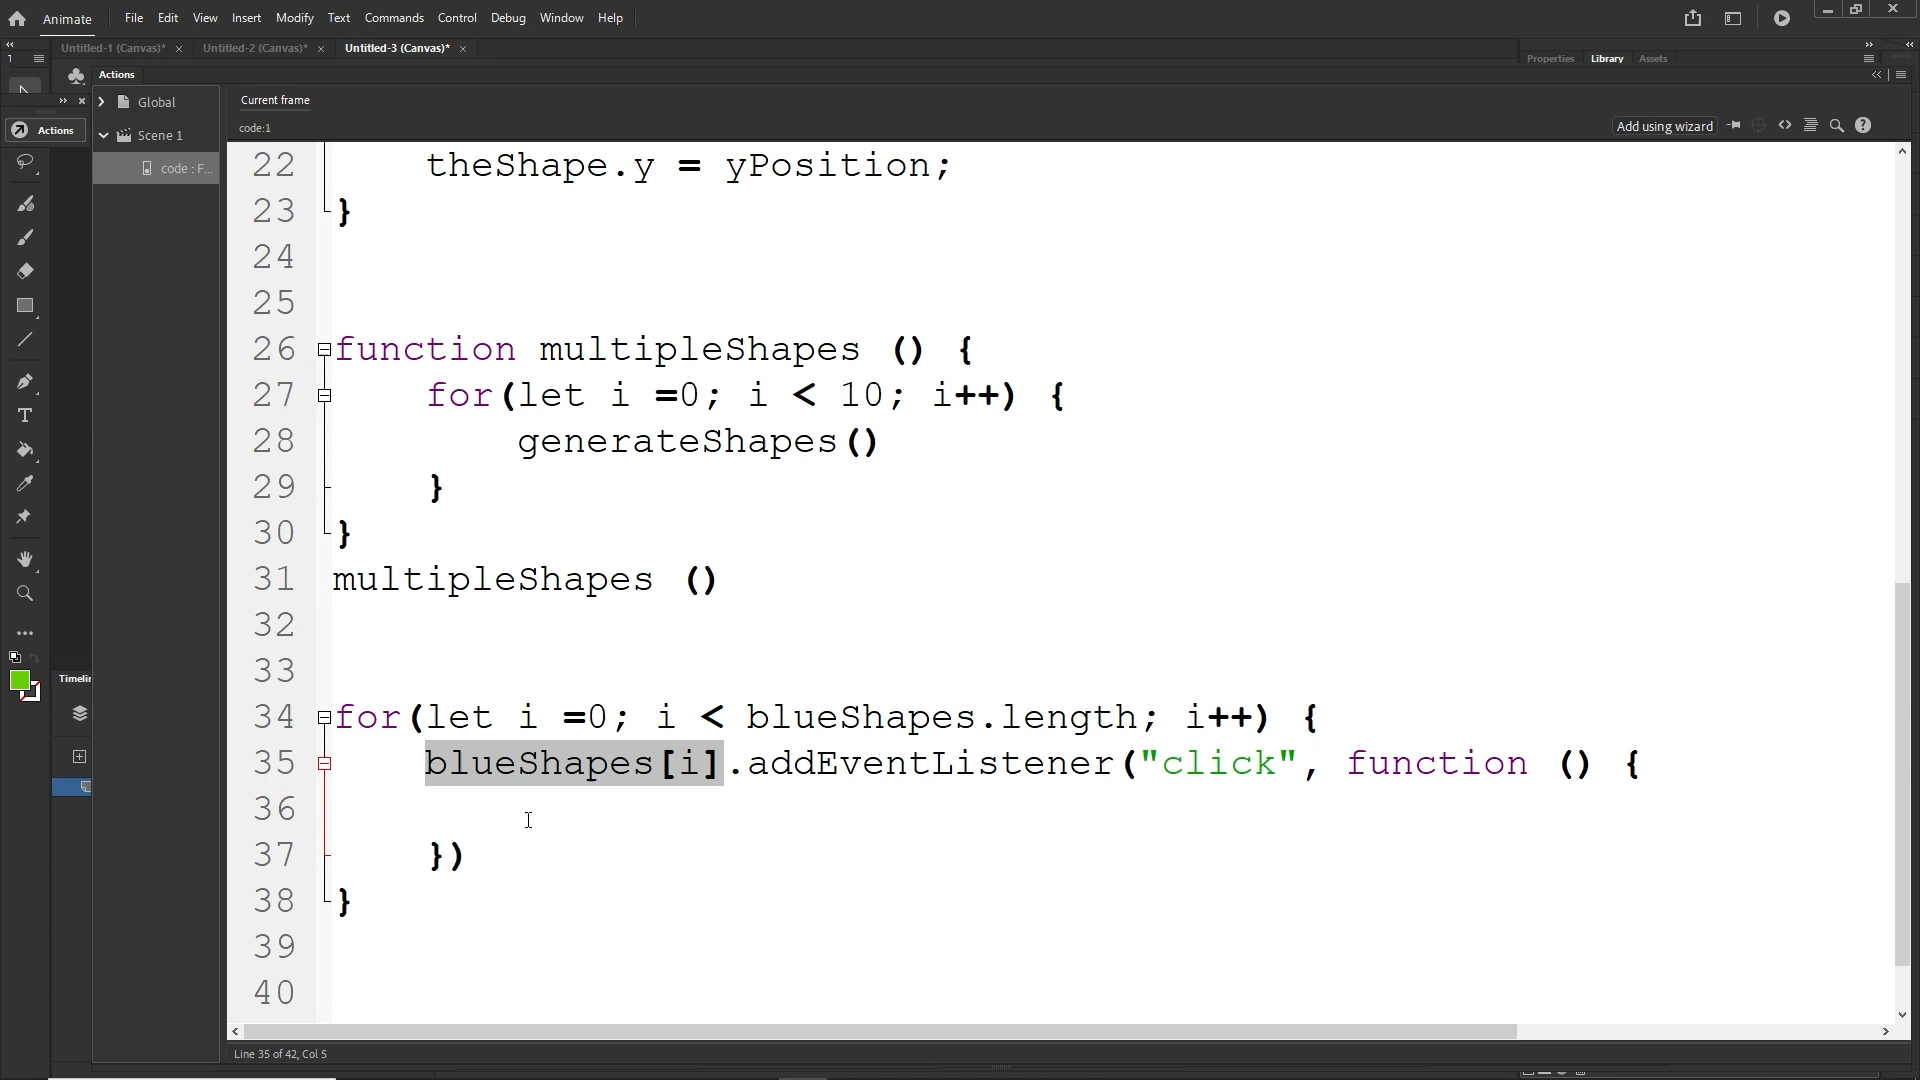 Animate File Edit View Insert Modify Text Commands Control Debug Window Help
Untitled-1 (Canvas)* × Untitled-2 (Canvas)* × Untitled-3 (Canvas)* ×
Properties Library Assets
Actions
Global
Scene 1
code : F...
Actions
Timelin
Current frame
code:1
Add using wizard
22 theShape.y = yPosition;
23 }
24
25
26 function multipleShapes () {
27 for(let i =0; i < 10; i++) {
28 generateShapes()
29 }
30 }
31 multipleShapes ()
32
33
34 for(let i =0; i < blueShapes.length; i++) {
35 blueShapes[i].addEventListener("click", function () {
36
37 })
38 }
39
40
Line 35 of 42, Col 5